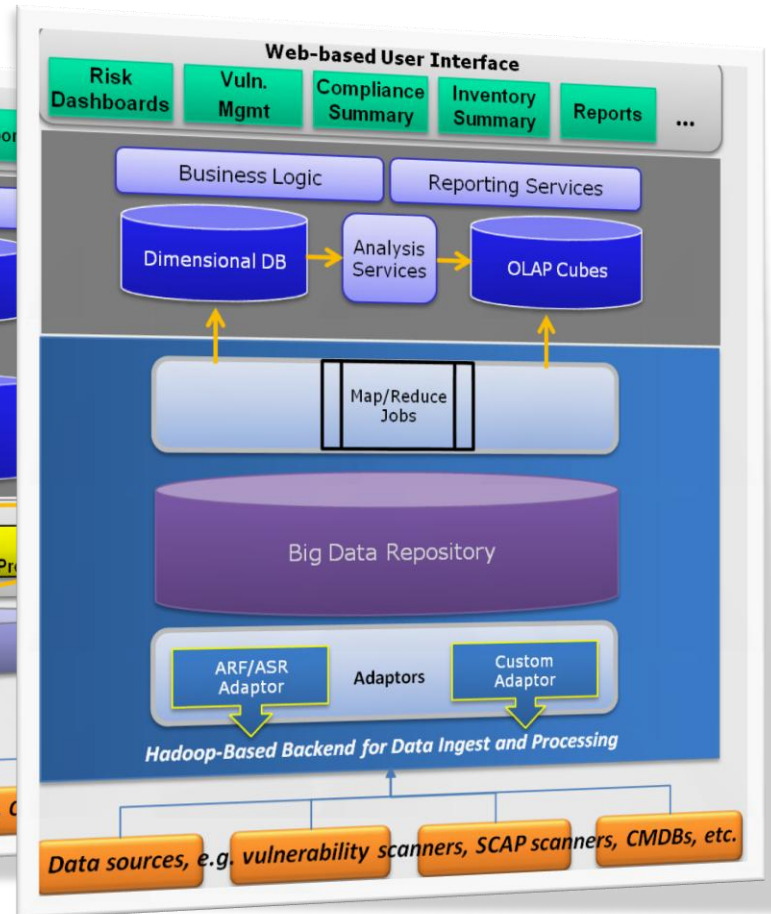 Web-based User Interface
Risk
Dashboards
Vuln.
Mgmt
Compliance
Summary
Inventory
Summary
Reports
...
Business Logic
Reporting Services
Dimensional DB
Analysis
Services
OLAP Cubes
Map/Reduce
Jobs
Big Data Repository
ARF/ASR
Adaptor
Adaptors
Custom
Adaptor
Hadoop-Based Backend for Data Ingest and Processing
Data sources, e.g. vulnerability scanners, SCAP scanners, CMDBs, etc.